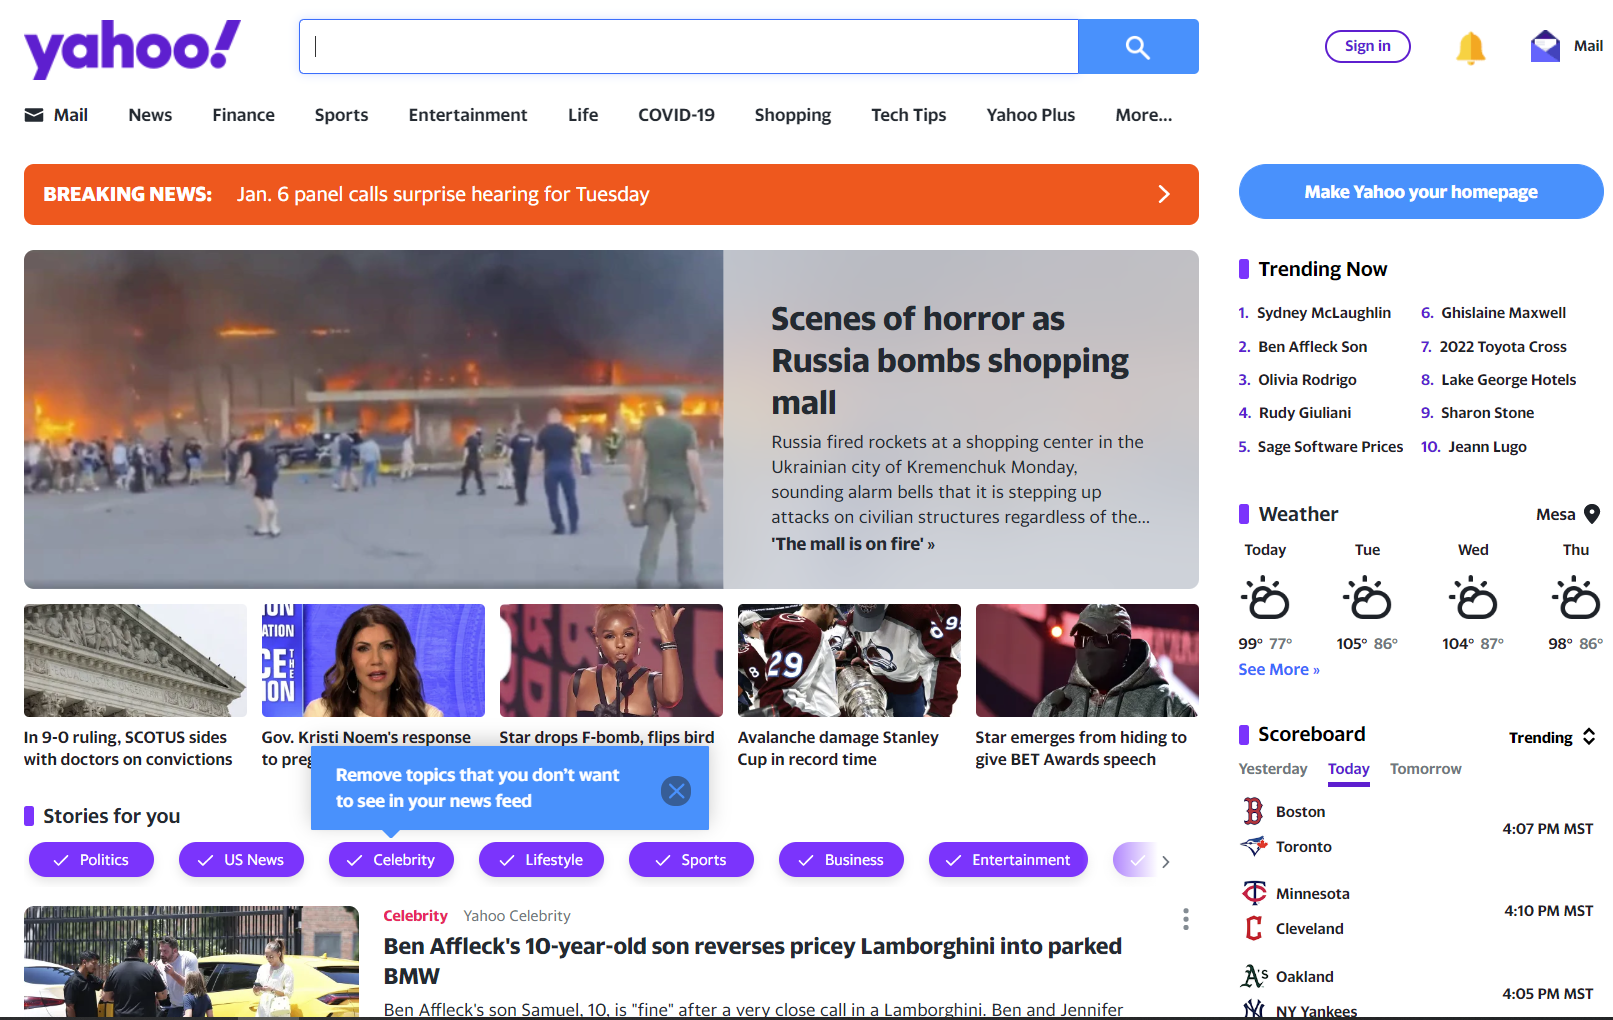 yahoo!
Sign in
Mail
Mail
News
Finance
Sports
Entertainment
Life
COVID-19
Shopping
Tech Tips
Yahoo Plus
More...
BREAKING NEWS: Jan. 6 panel calls surprise hearing for Tuesday
Make Yahoo your homepage
Scenes of horror as
Russia bombs shopping
mall
Russia fired rockets at a shopping center in the
Ukrainian city of Kremenchuk Monday,
sounding alarm bells that it is stepping up
attacks on civilian structures regardless of the...
'The mall is on fire' »
29
In 9-0 ruling, SCOTUS sides
with doctors on convictions
Gov. Kristi Noem's response
to
Star drops F-bomb, flips bird
Avalanche damage Stanley
Cup in record time
Star emerges from hiding to
give BET Awards speech
Remove topics that you don't want
to see in your news feed
Stories for you
Politics
US News
Celebrity
Lifestyle
Sports
Business
Entertainment
Celebrity Yahoo Celebrity
Ben Affleck's 10-year-old son reverses pricey Lamborghini into parked
BMW
Ben Affleck's son Samuel, 10, is "fine" after a very close call in a Lamborghini. Ben and Jennifer
Trending Now
1. Sydney McLaughlin
2. Ben Affleck Son
3. Olivia Rodrigo
4. Rudy Giuliani
5. Sage Software Prices
6. Ghislaine Maxwell
7. 2022 Toyota Cross
8. Lake George Hotels
9. Sharon Stone
10. Jeann Lugo
Weather
Mesa
Today Tue Wed Thu
99° 77° 105° 86° 104° 87° 98° 86°
See More »
Scoreboard
Trending
Yesterday Today Tomorrow
Boston
Toronto
4:07 PM MST
Minnesota
Cleveland
4:10 PM MST
Oakland
NY Yankees
4:05 PM MST